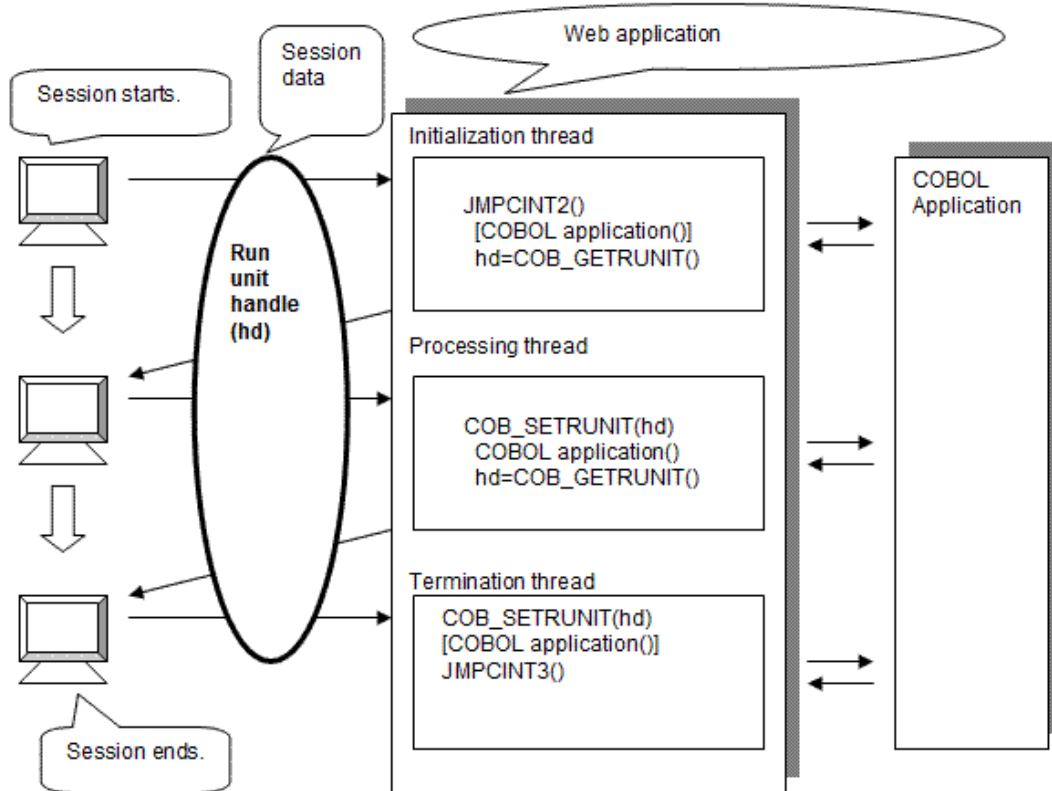 Web application
Session
data
Session starts.
Initialization thread
JMPCINT2()
[COBOL application()]
hd=COB_GETRUNIT()
COBOL
Application
Run
unit
handle
(hd)
Processing thread
COB_SETRUNIT(hd)
COBOL application()
hd=COB_GETRUNIT()
Termination thread
COB_SETRUNIT(hd)
[COBOL application()]
JMPCINT3()
Session ends.